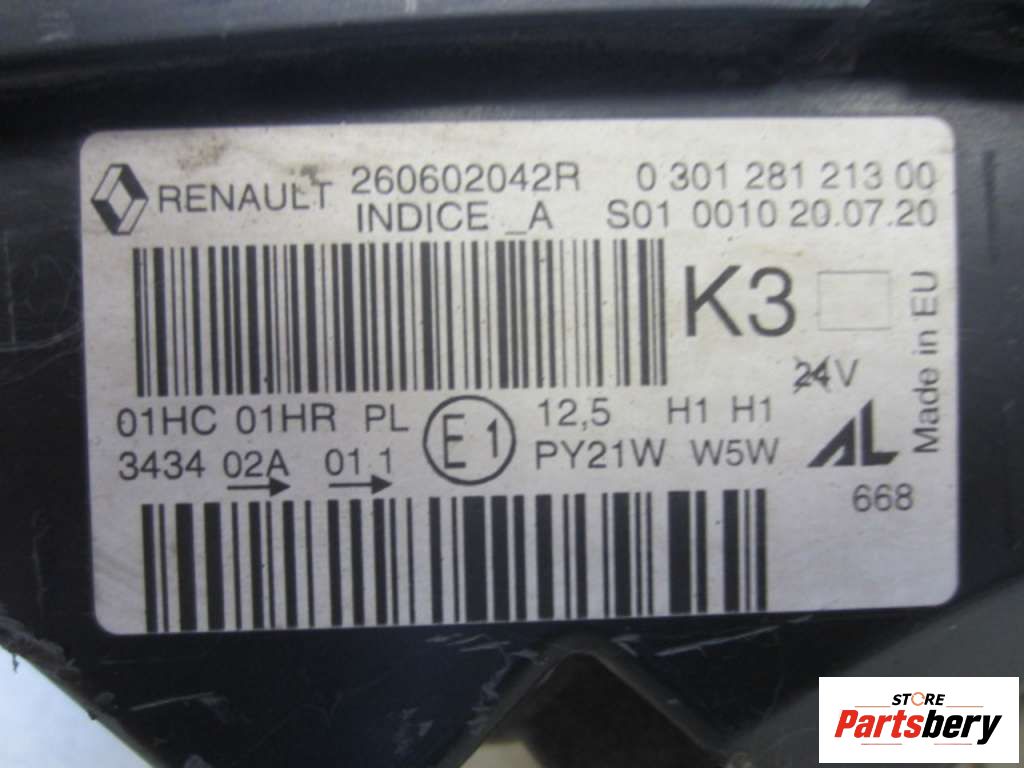 RENAULT 260602042R 0 301 281 213 00
INDICE _A S01 0010 20.07.20
K3
Made in EU
24V
01HC 01HR PL E1 12,5 H1 H1
3434 02A 01.1 PY21W W5W AL
668
STORE
Partsbery